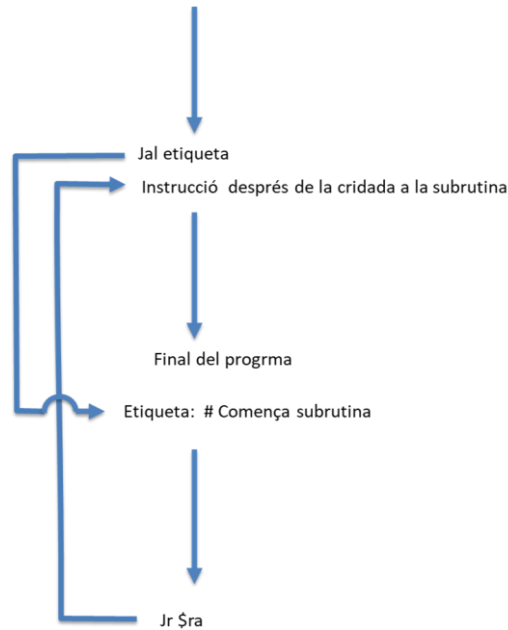 Jal etiqueta
Instrucció després de la cridada a la subrutina
Final del progrma
Etiqueta: # Comença subrutina
Jr $ra